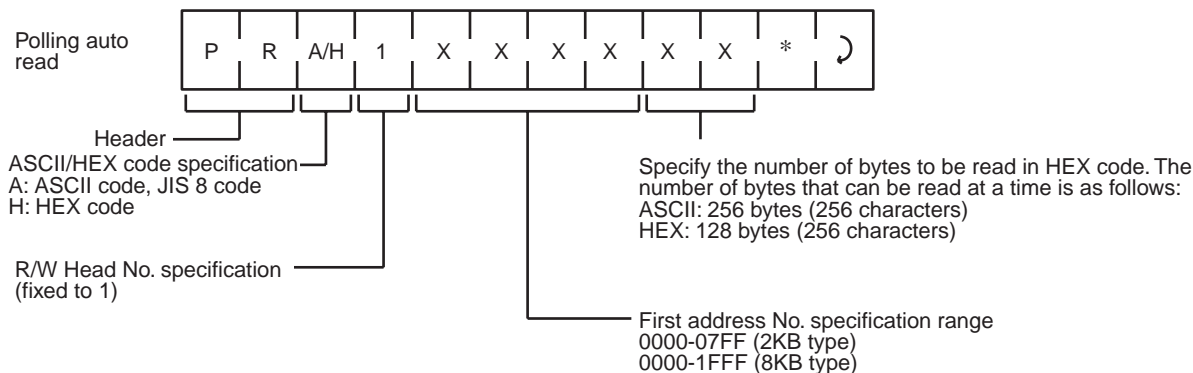 Polling auto
read
P R A/H 1 X X X X X X * ⤸
Header
ASCII/HEX code specification
A: ASCII code, JIS 8 code
H: HEX code
R/W Head No. specification
(fixed to 1)
Specify the number of bytes to be read in HEX code. The
number of bytes that can be read at a time is as follows:
ASCII: 256 bytes (256 characters)
HEX: 128 bytes (256 characters)
First address No. specification range
0000-07FF (2KB type)
0000-1FFF (8KB type)